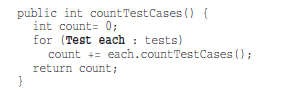 public int countTestCases() {
int count= 0;
for (Test each : tests)
count += each.countTestCases();
return count;
}